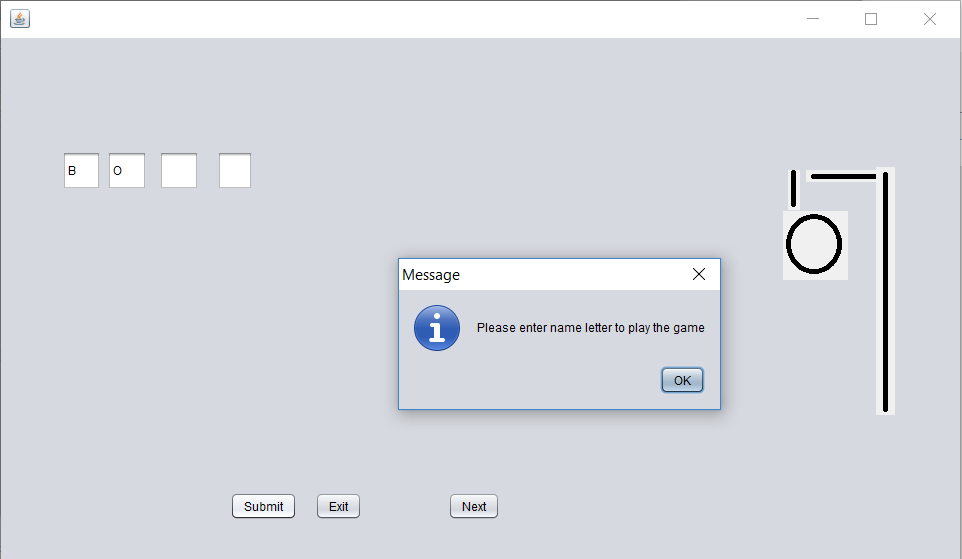 B O
Message
Please enter name letter to play the game
OK
Submit Exit Next